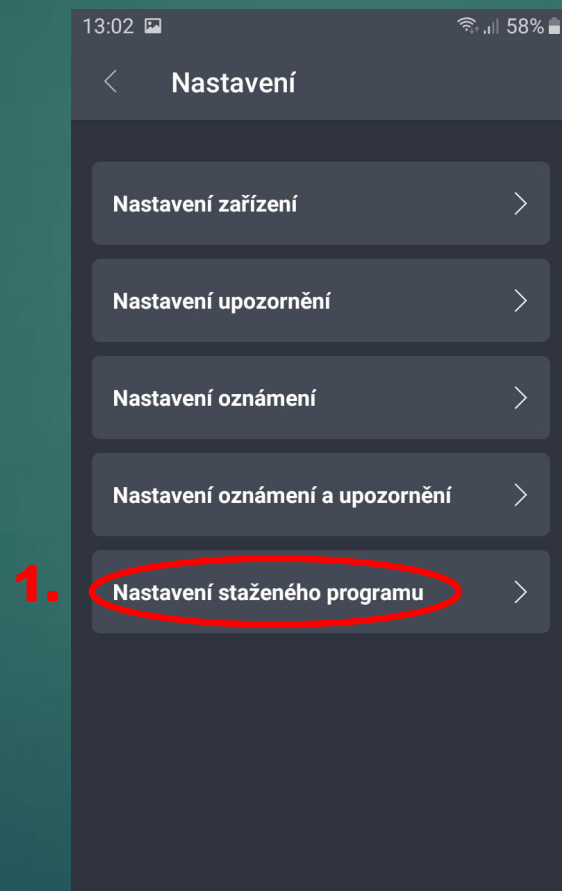 13:02 58%
Nastavení
Nastavení zařízení
Nastavení upozornění
Nastavení oznámení
Nastavení oznámení a upozornění
1. Nastavení staženého programu